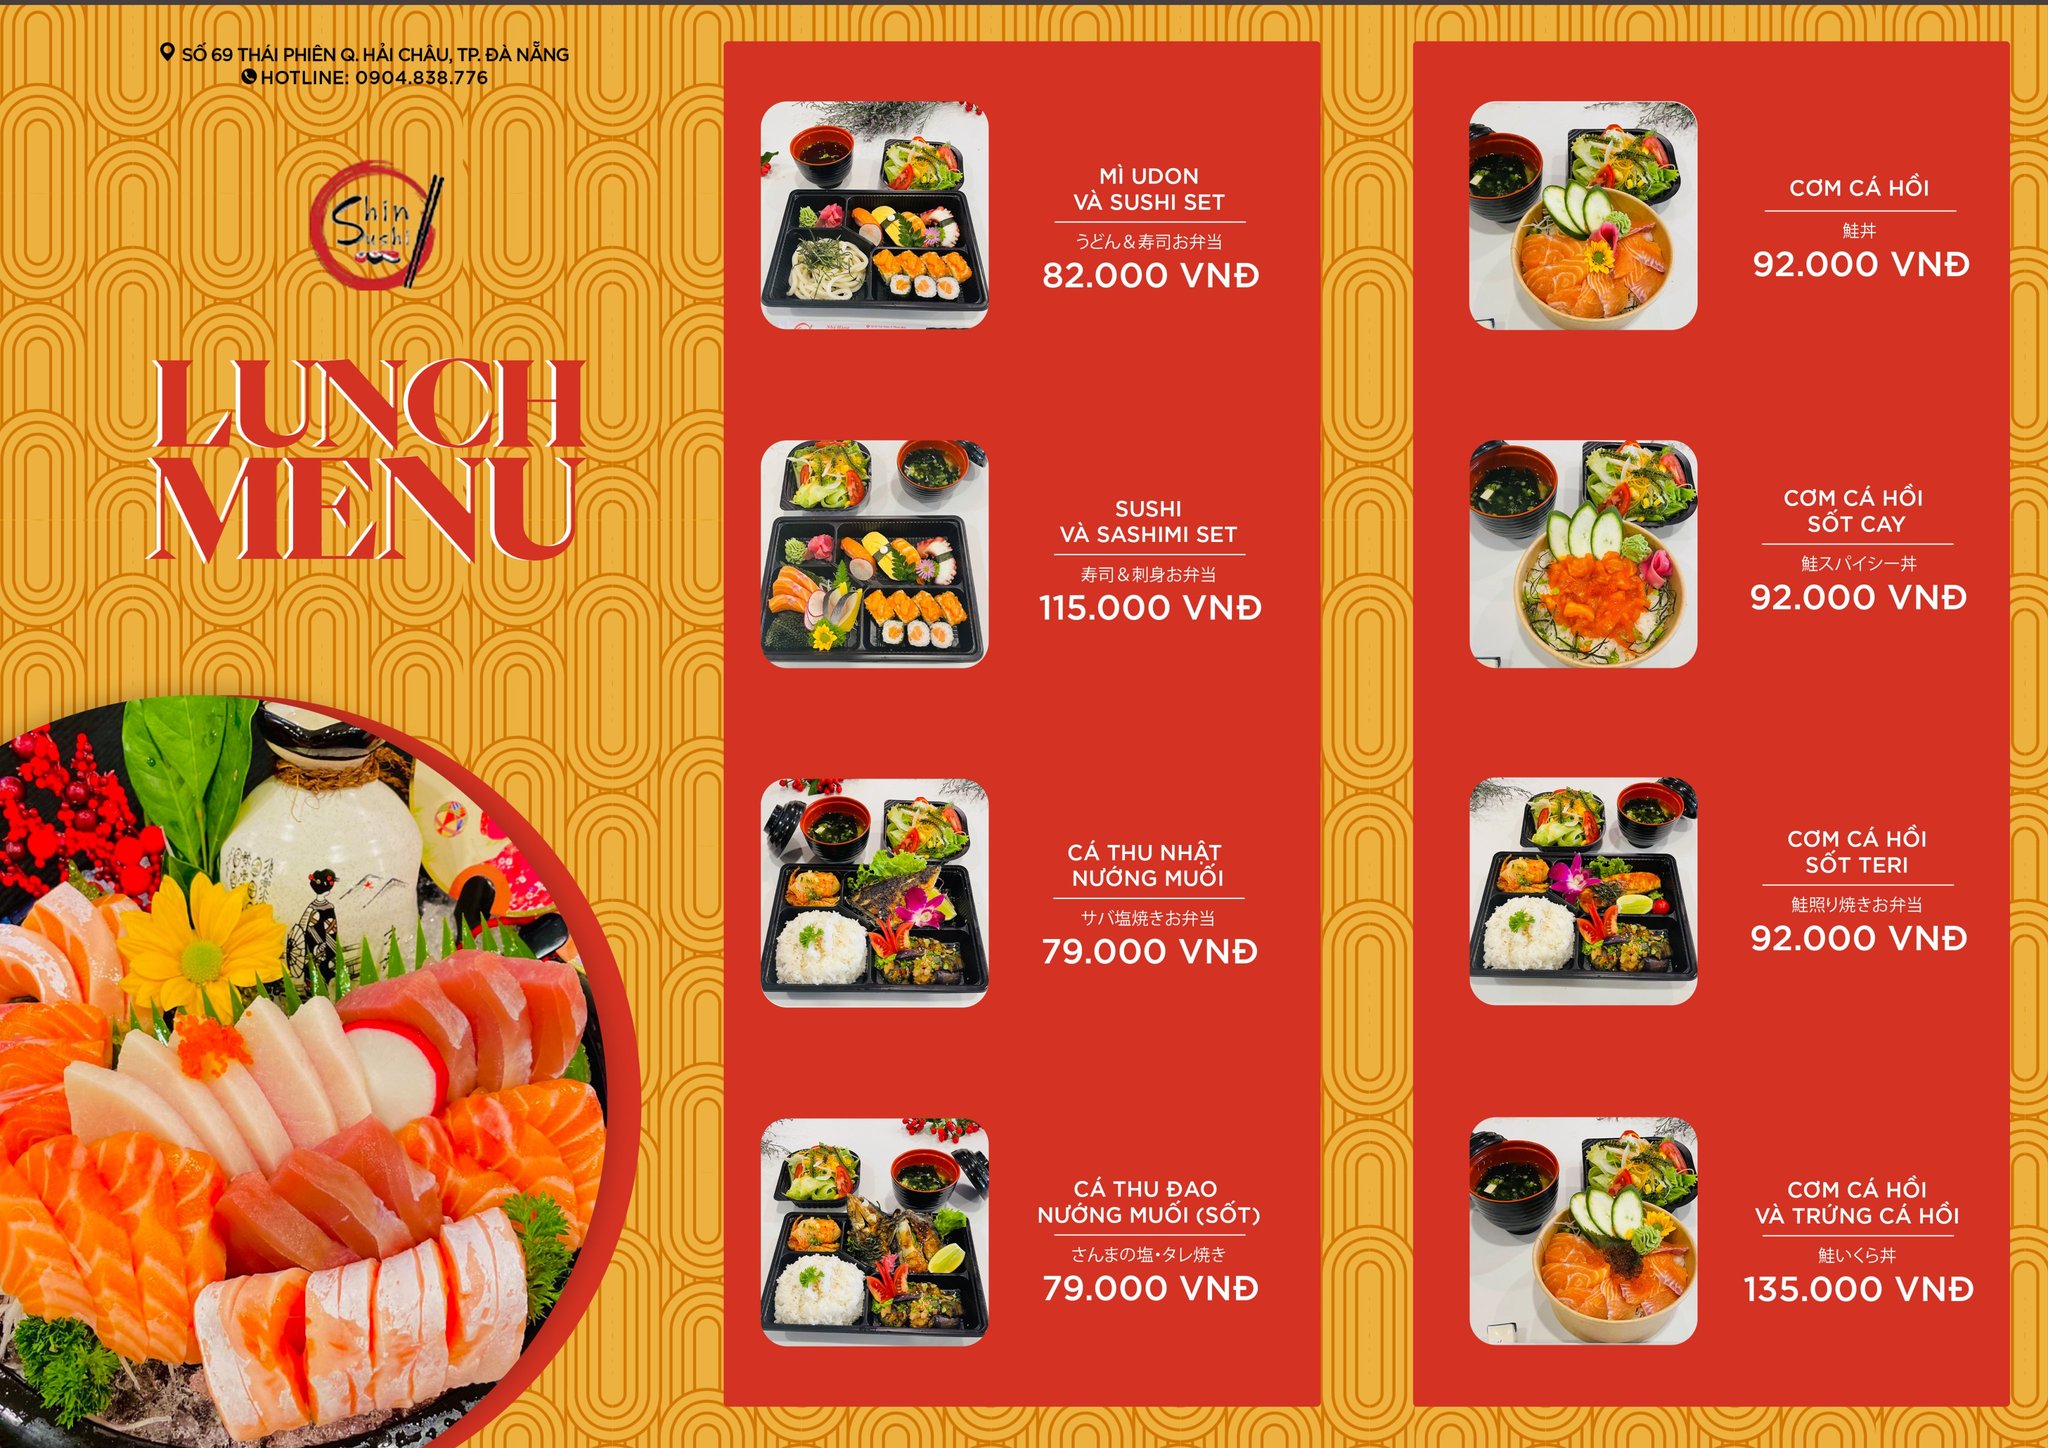 SỐ 69 THÁI PHIÊN Q. HẢI CHÂU, TP. ĐÀ NẴNG
HOTLINE: 0904.838.776
Shin
Sushi
LUNCH
MENU
MÌ UDON
VÀ SUSHI SET
うどん＆寿司お弁当
82.000 VNĐ
SUSHI
VÀ SASHIMI SET
寿司＆刺身お弁当
115.000 VNĐ
CÁ THU NHẬT
NƯỚNG MUỐI
サバ塩焼きお弁当
79.000 VNĐ
CÁ THU ĐAO
NƯỚNG MUỐI (SỐT)
さんまの塩・タレ焼き
79.000 VNĐ
CƠM CÁ HỒI
鮭丼
92.000 VNĐ
CƠM CÁ HỒI
SỐT CAY
鮭スパイシー丼
92.000 VNĐ
CƠM CÁ HỒI
SỐT TERI
鮭照り焼きお弁当
92.000 VNĐ
CƠM CÁ HỒI
VÀ TRỨNG CÁ HỒI
鮭いくら丼
135.000 VNĐ